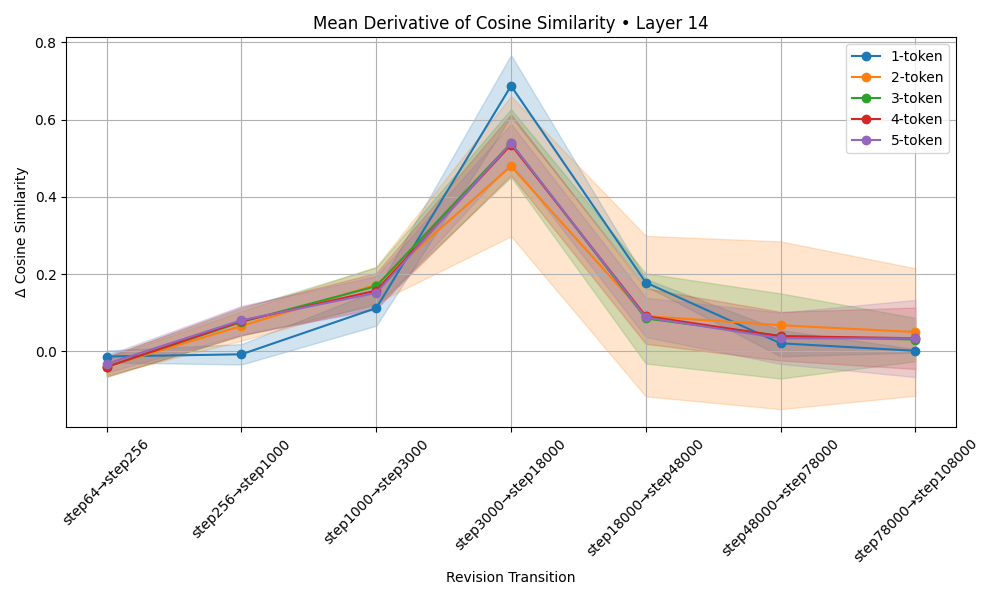 Mean Derivative of Cosine Similarity • Layer 14
Δ Cosine Similarity
0.8
0.6
0.4
0.2
0.0
1-token
2-token
3-token
4-token
5-token
step64→step256
step256→step1000
step1000→step3000
step3000→step18000
step18000→step48000
step48000→step78000
step78000→step108000
Revision Transition